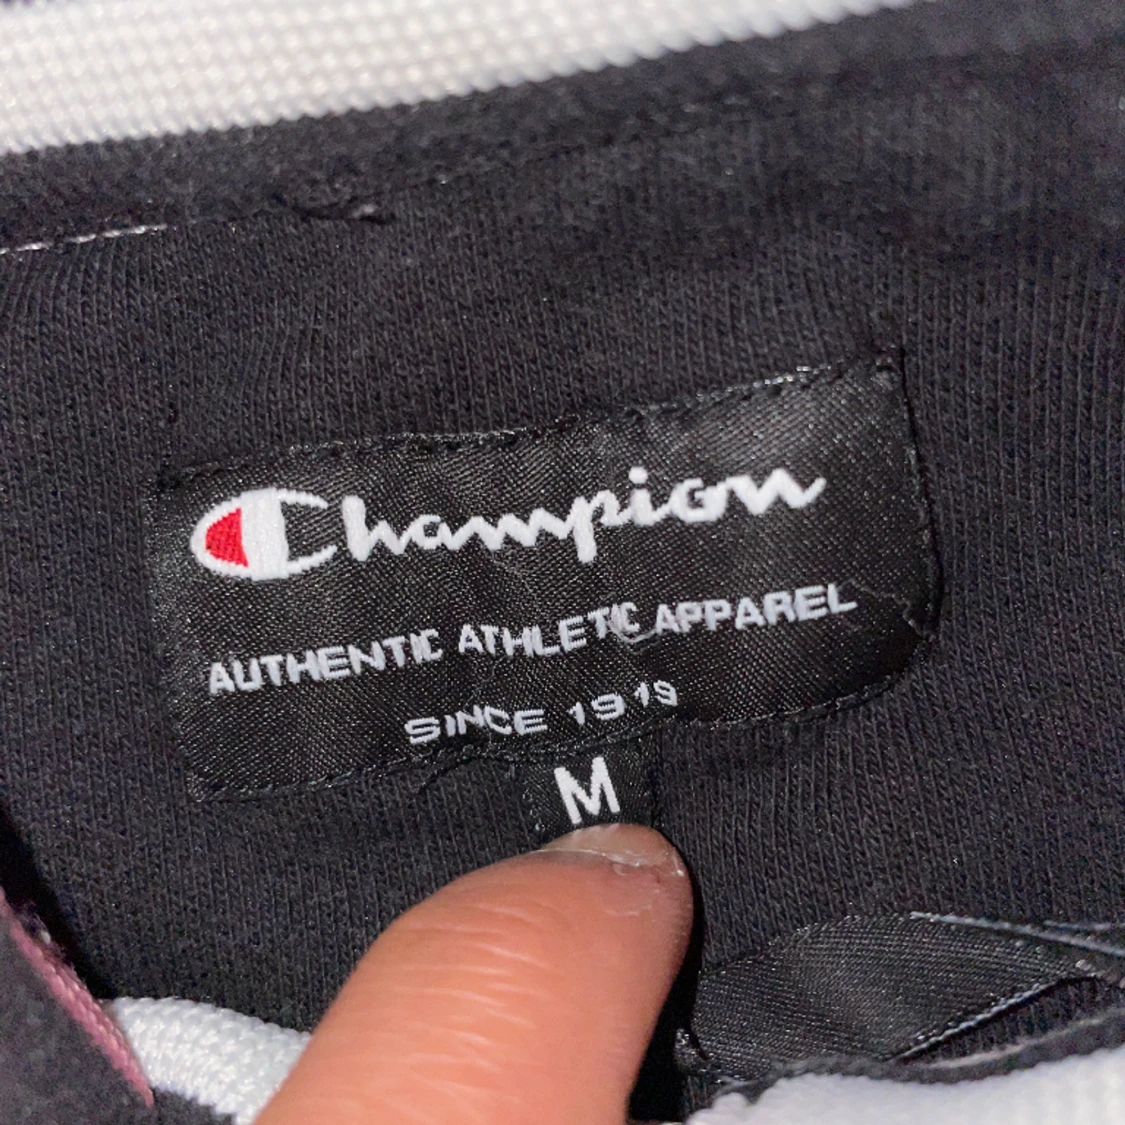 Champion
AUTHENTIC ATHLETIC APPAREL
SINCE 1919
M